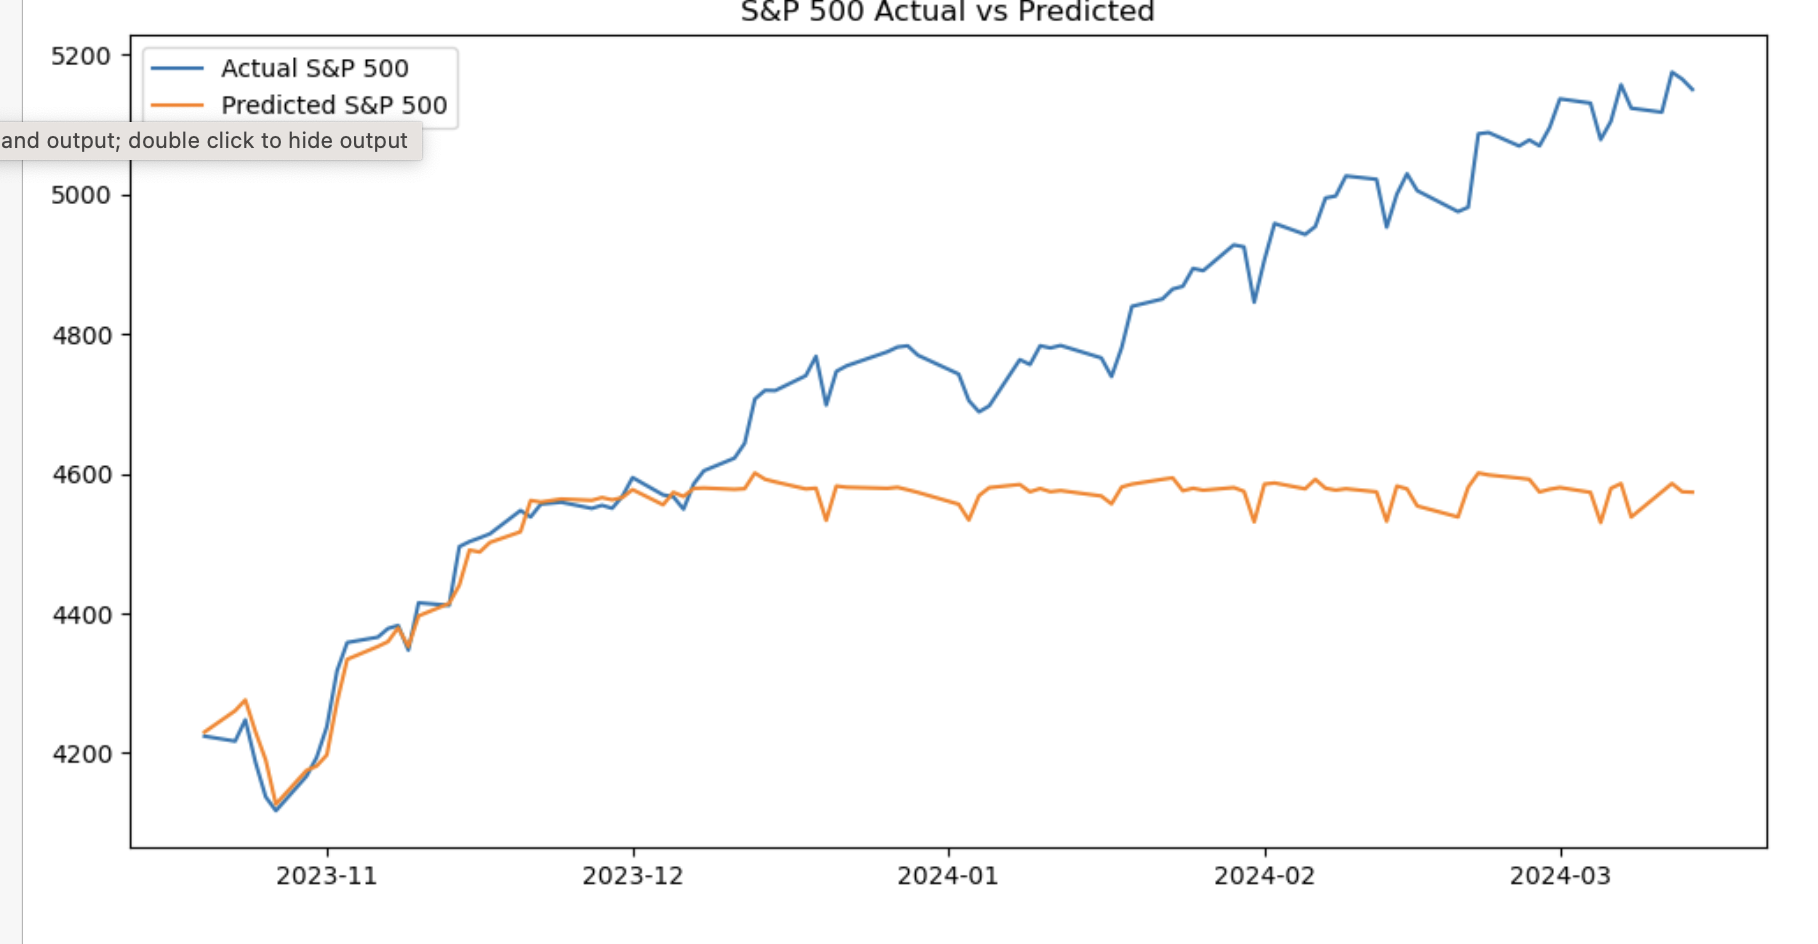 S&P 500 Actual vs Predicted
5200
Actual S&P 500
Predicted S&P 500
and output; double click to hide output
5000
4800
4600
4400
4200
2023-11 2023-12 2024-01 2024-02 2024-03